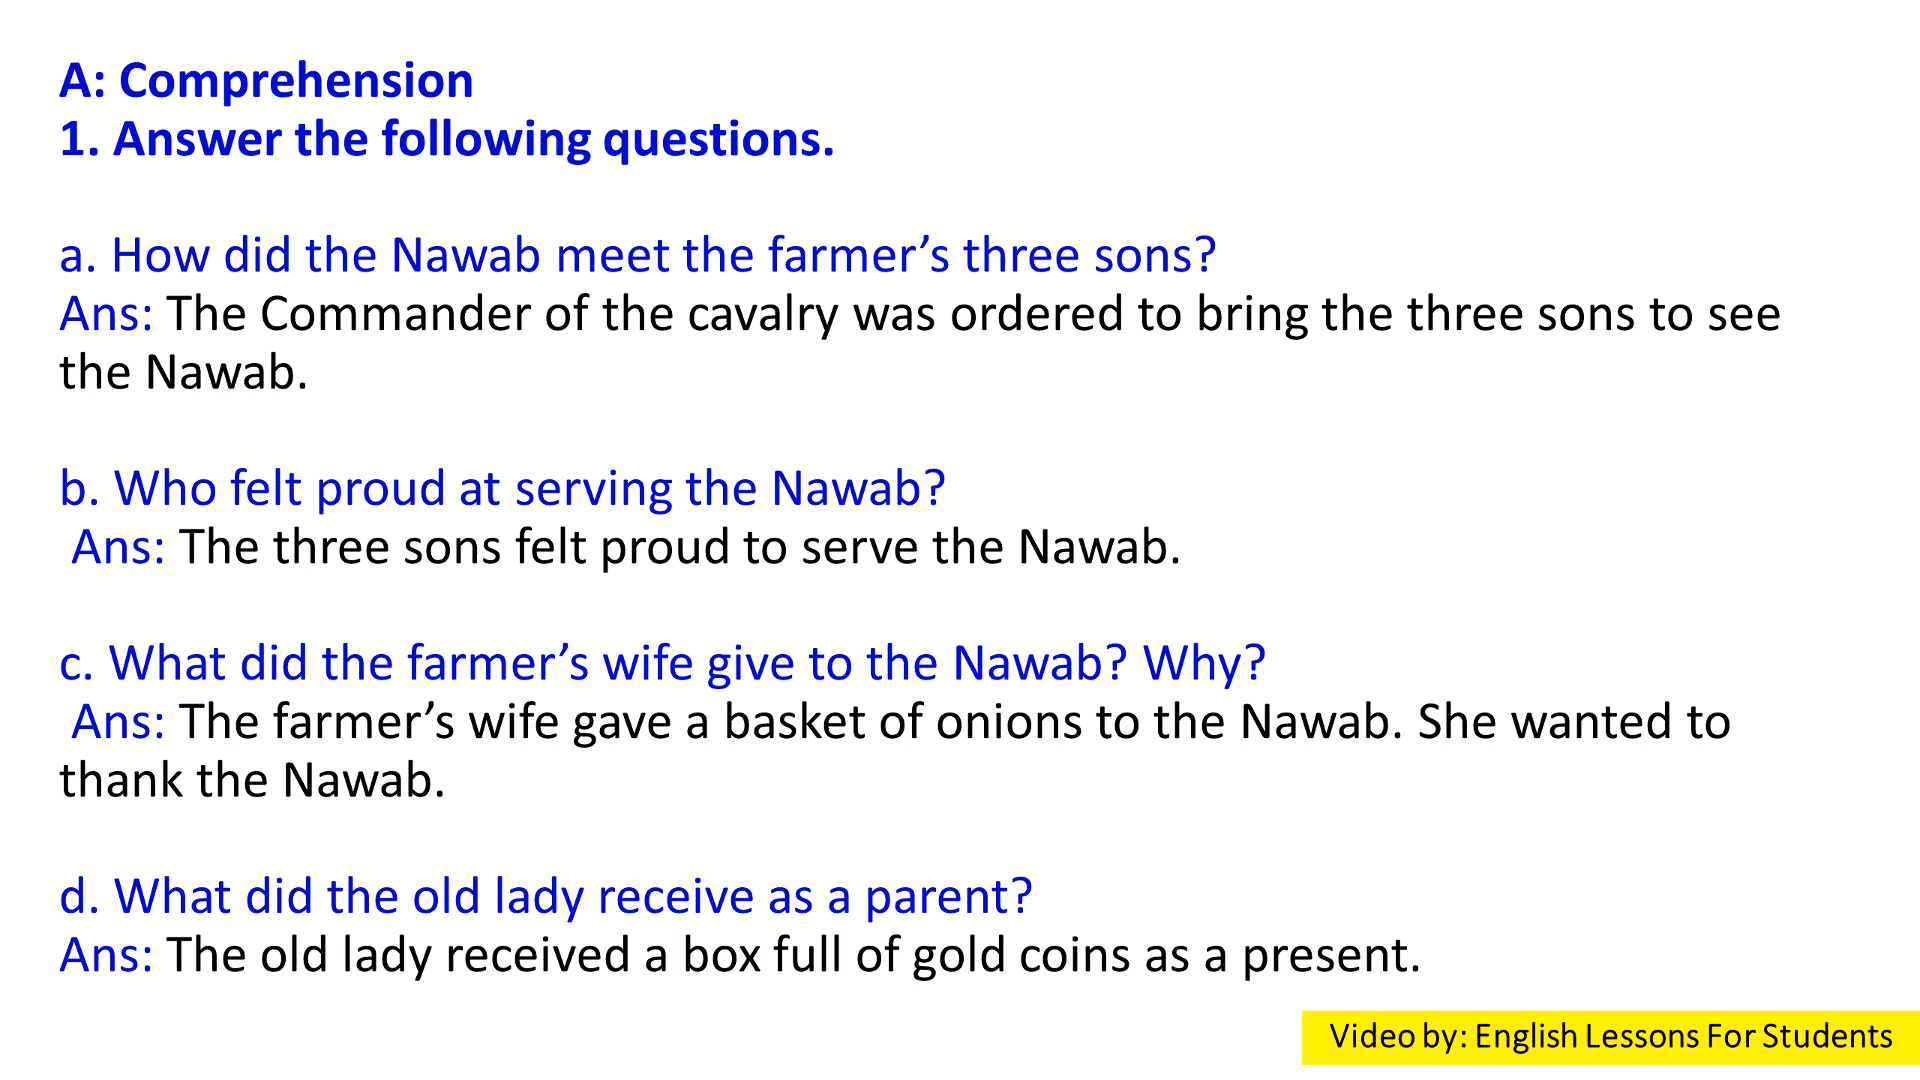 A: Comprehension
1. Answer the following questions.
a. How did the Nawab meet the farmer’s three sons?
Ans: The Commander of the cavalry was ordered to bring the three sons to see
the Nawab.
b. Who felt proud at serving the Nawab?
Ans: The three sons felt proud to serve the Nawab.
c. What did the farmer’s wife give to the Nawab? Why?
Ans: The farmer’s wife gave a basket of onions to the Nawab. She wanted to
thank the Nawab.
d. What did the old lady receive as a parent?
Ans: The old lady received a box full of gold coins as a present.
Video by: English Lessons For Students